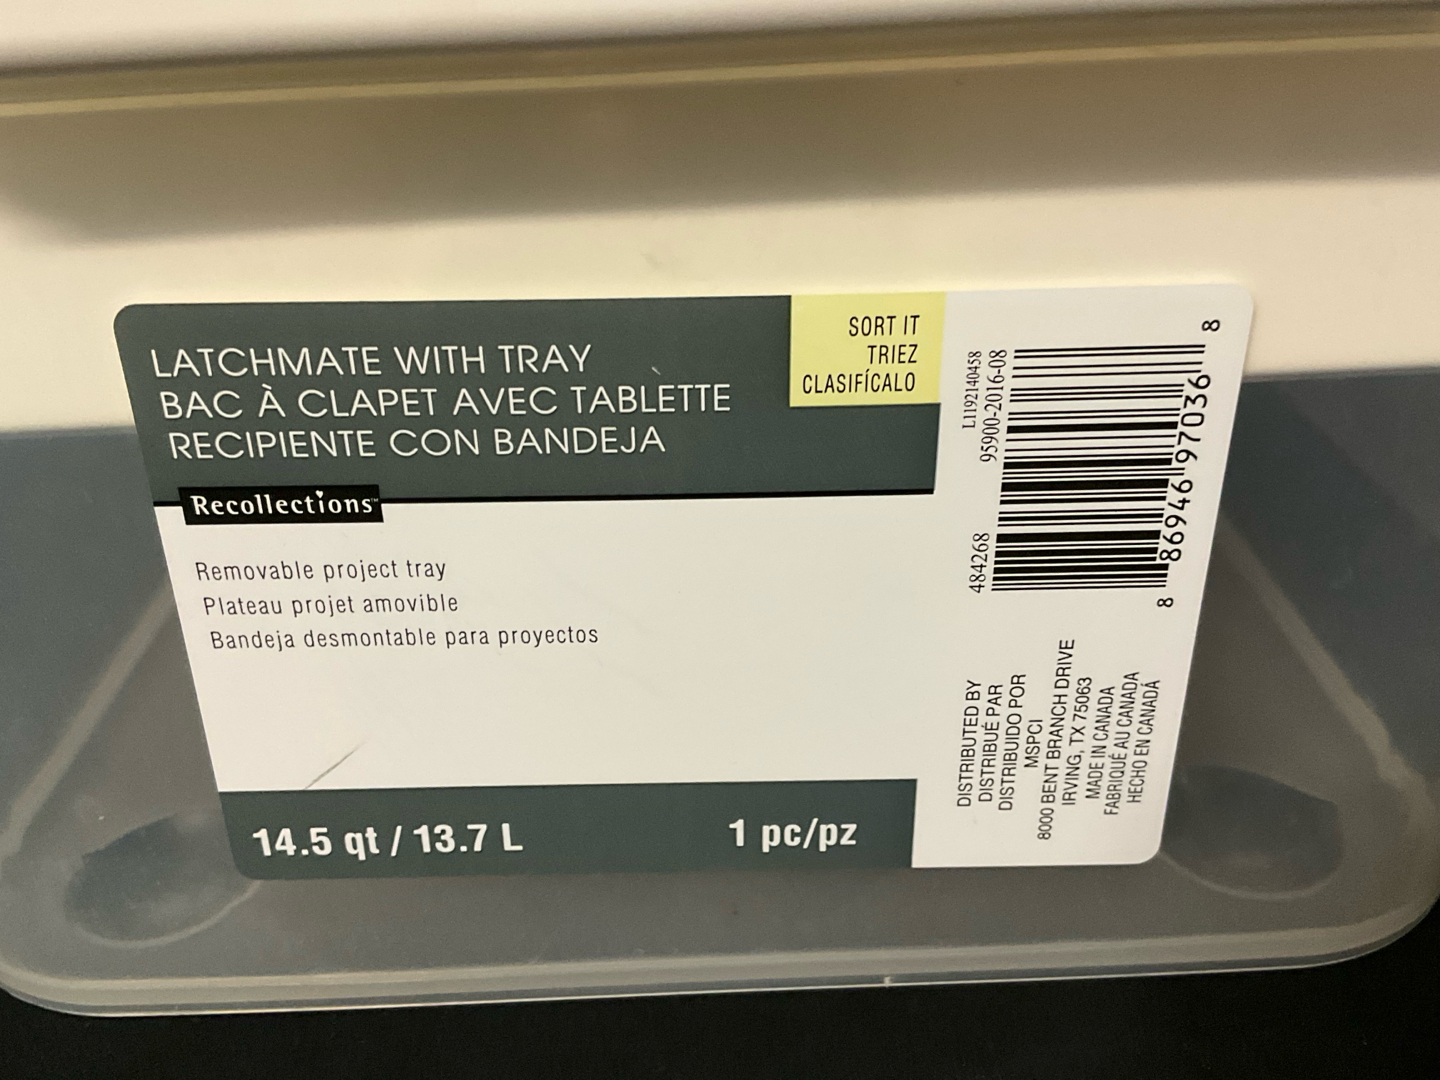 LATCHMATE WITH TRAY
BAC À CLAPET AVEC TABLETTE
RECIPIENTE CON BANDEJA
SORT IT
TRIEZ
CLASIFÍCALO
Recollections™
Removable project tray
Plateau projet amovible
Bandeja desmontable para proyectos
14.5 qt / 13.7 L
1 pc/pz
L1192140458
95900-2016-08
484268
8 86946 97036 8
DISTRIBUTED BY
DISTRIBUÉ PAR
DISTRIBUIDO POR
MSPCI
8000 BENT BRANCH DRIVE
IRVING, TX 75063
MADE IN CANADA
FABRIQUÉ AU CANADA
HECHO EN CANADÁ